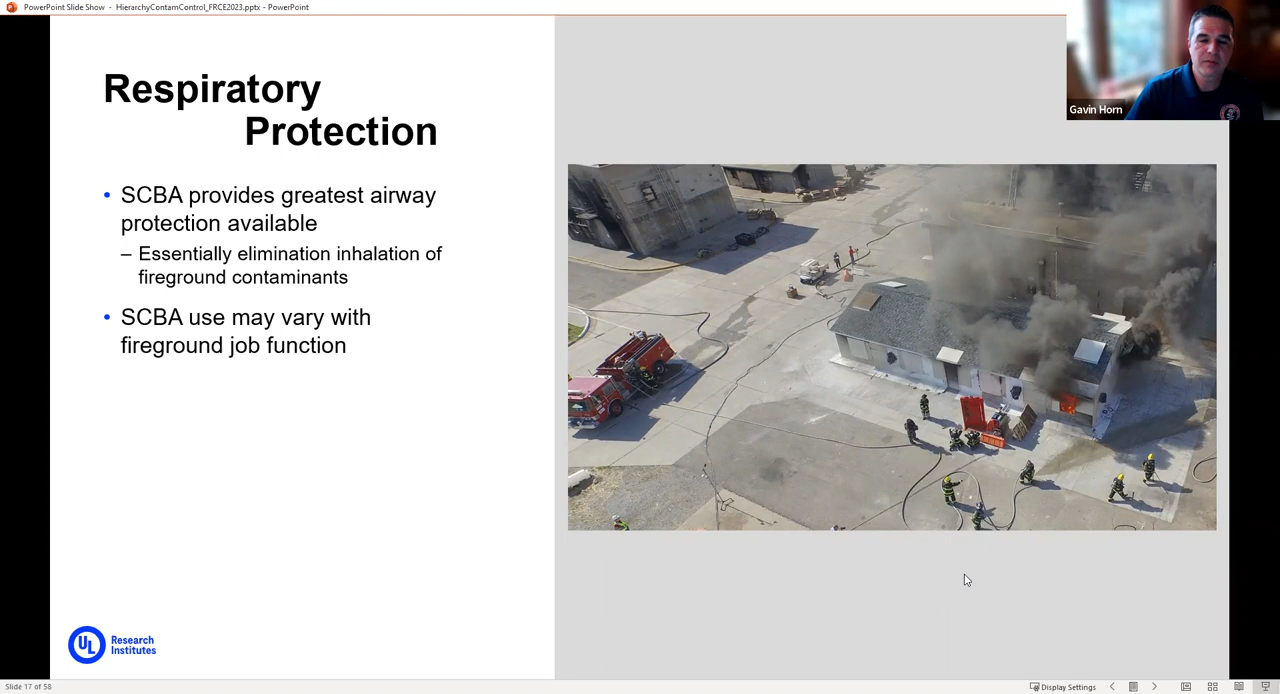 PowerPoint Slide Show - HierarchyContamControl_FRCE2023.pptx - PowerPoint
Gavin Horn
Respiratory
Protection
• SCBA provides greatest airway
protection available
– Essentially elimination inhalation of
fireground contaminants
• SCBA use may vary with
fireground job function
UL
Research
Institutes
Slide 17 of 58
Display Settings